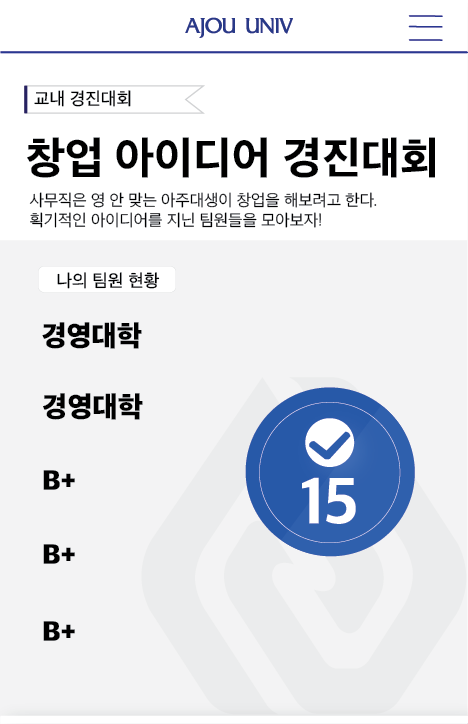 AJOU UNIV
교내 경진대회
창업 아이디어 경진대회
사무직은 영 안 맞는 아주대생이 창업을 해보려고 한다.
획기적인 아이디어를 지닌 팀원들을 모아보자!
나의 팀원 현황
경영대학
경영대학
B+
15
B+
B+